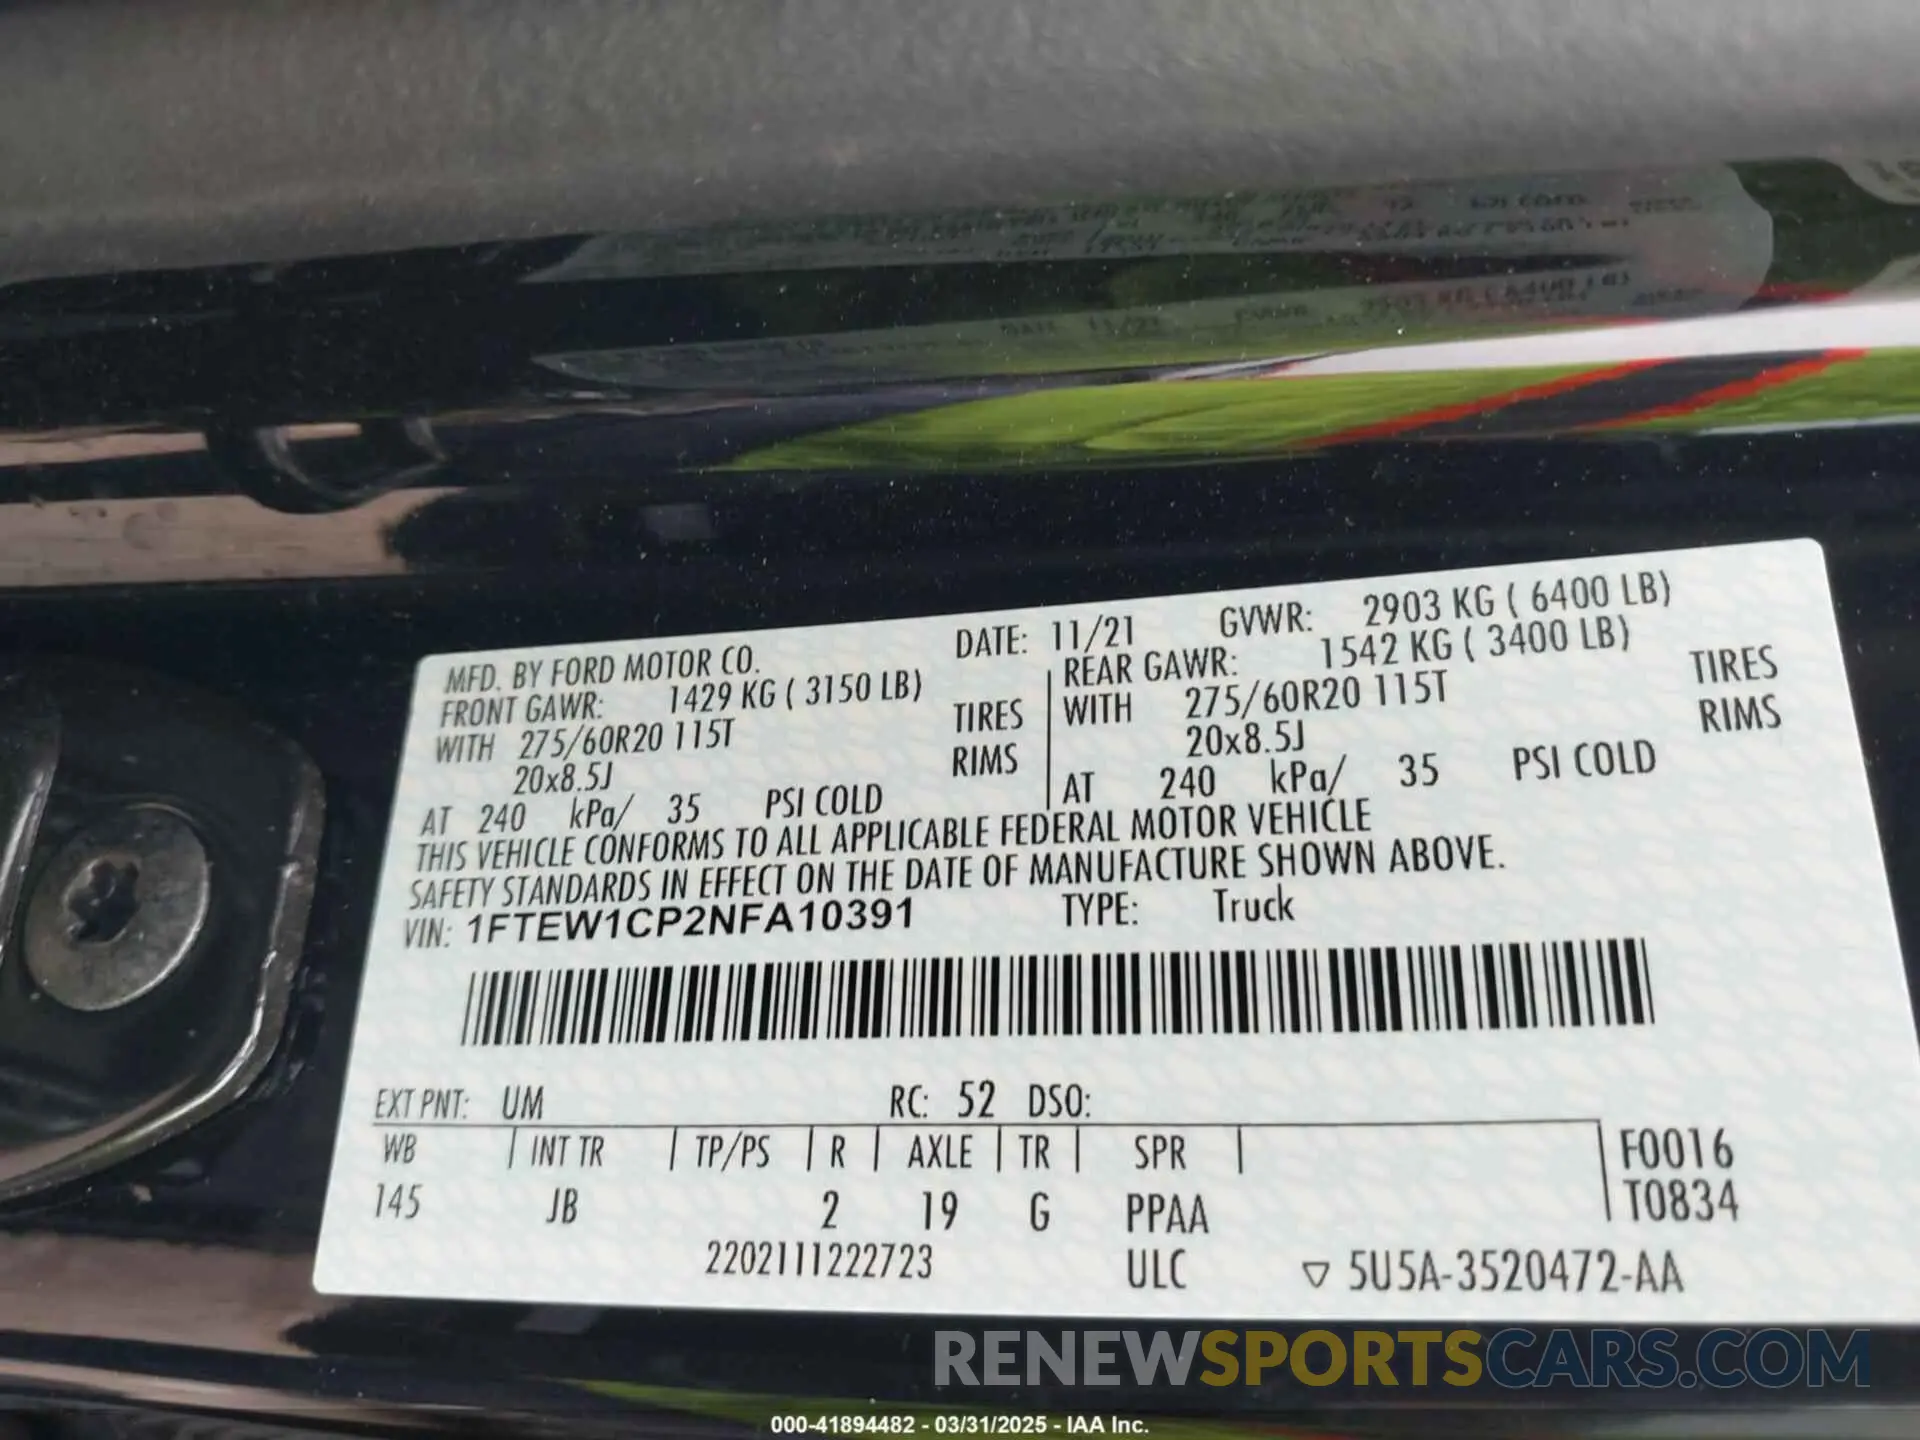 MFD. BY FORD MOTOR CO. DATE: 11/21 GVWR: 2903 KG ( 6400 LB)
FRONT GAWR: 1429 KG ( 3150 LB) REAR GAWR: 1542 KG ( 3400 LB)
WITH 275/60R20 115T TIRES WITH 275/60R20 115T TIRES
20x8.5J RIMS 20x8.5J RIMS
AT 240 kPa/ 35 PSI COLD AT 240 kPa/ 35 PSI COLD
THIS VEHICLE CONFORMS TO ALL APPLICABLE FEDERAL MOTOR VEHICLE
SAFETY STANDARDS IN EFFECT ON THE DATE OF MANUFACTURE SHOWN ABOVE.
VIN: 1FTEW1CP2NFA10391 TYPE: Truck
EXT PNT: UM RC: 52 DSO:
WB INT TR TP/PS R AXLE TR SPR F0016
145 JB 2 19 G PPAA T0834
2202111222723 ULC ▽ 5U5A-3520472-AA
RENEWSPORTSCARS.COM
000-41894482 - 03/31/2025 - IAA Inc.